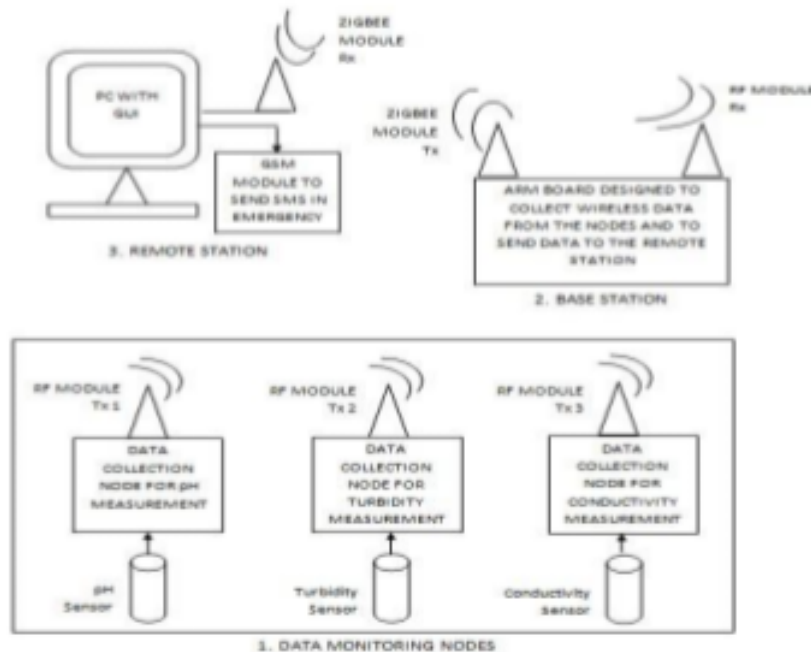 ZIGBEE
MODULE
Rx
PC WITH
GUI
GSM
MODULE TO
SEND SMS IN
EMERGENCY
3. REMOTE STATION
ZIGBEE
MODULE
Tx
RF MODULE
Rx
ARM BOARD DESIGNED TO
COLLECT WIRELESS DATA
FROM THE NODES AND TO
SEND DATA TO THE REMOTE
STATION
2. BASE STATION
RF MODULE
Tx 1
DATA
COLLECTION
NODE FOR pH
MEASUREMENT
pH
Sensor
RF MODULE
Tx 2
DATA
COLLECTION
NODE FOR
TURBIDITY
MEASUREMENT
Turbidity
Sensor
RF MODULE
Tx 3
DATA
COLLECTION
NODE FOR
CONDUCTIVITY
MEASUREMENT
Conductivity
Sensor
1. DATA MONITORING NODES